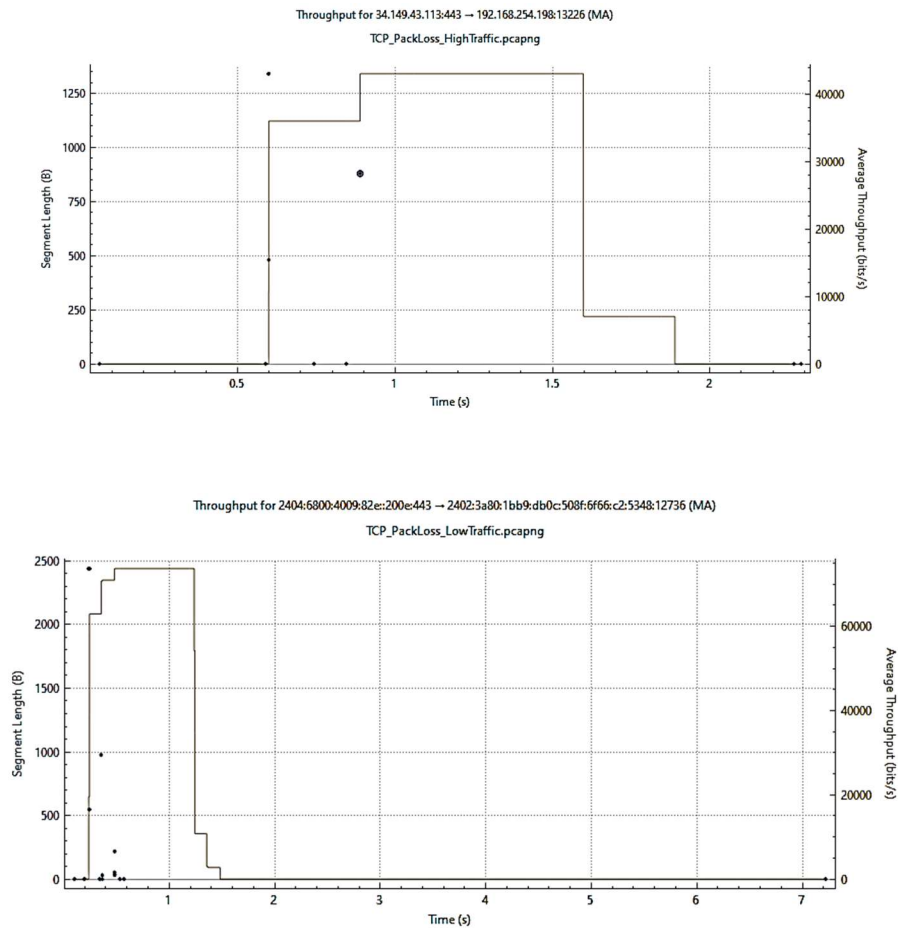 Throughput for 34.149.43.113:443 → 192.168.254.198:13226 (MA)
TCP_PackLoss_HighTraffic.pcapng
Segment Length (B)
1250
1000
750
500
250
0
40000
30000
20000
10000
0
Average Throughput (bits/s)
0.5 1 1.5 2
Time (s)
Throughput for 2404:6800:4009:82e::200e:443 → 2402:3a80:1bb9:db0c:508f:6f66:c2:5348:12736 (MA)
TCP_PackLoss_LowTraffic.pcapng
Segment Length (B)
2500
2000
1500
1000
500
0
60000
40000
20000
0
Average Throughput (bits/s)
1 2 3 4 5 6 7
Time (s)